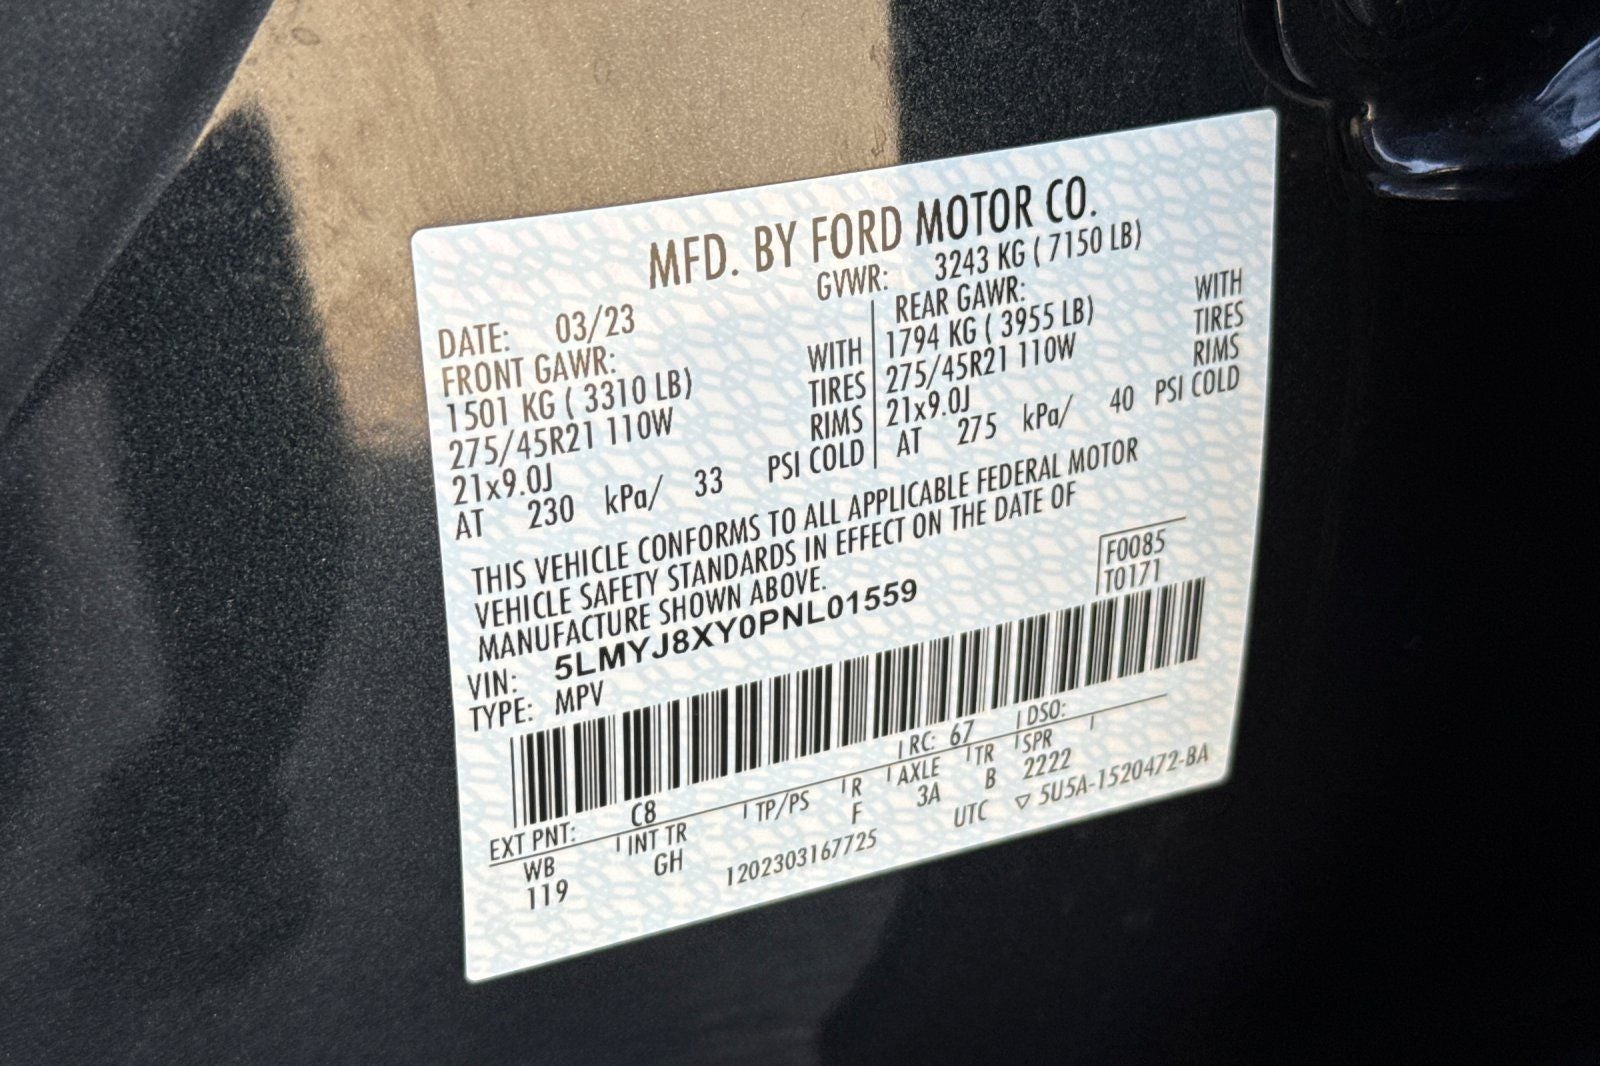 MFD. BY FORD MOTOR CO.
DATE: 03/23 GVWR: 3243 KG ( 7150 LB)
FRONT GAWR: REAR GAWR:
1501 KG ( 3310 LB) WITH 1794 KG ( 3955 LB) WITH
275/45R21 110W TIRES 275/45R21 110W TIRES
21x9.0J RIMS 21x9.0J RIMS
AT 230 kPa/ 33 PSI COLD AT 275 kPa/ 40 PSI COLD
THIS VEHICLE CONFORMS TO ALL APPLICABLE FEDERAL MOTOR
VEHICLE SAFETY STANDARDS IN EFFECT ON THE DATE OF
MANUFACTURE SHOWN ABOVE.
F0085
VIN: 5LMYJ8XY0PNL01559 T0171
TYPE: MPV
EXT PNT: C8 RC: 67 DSO:
WB INT TR TP/PS R AXLE TR SPR
119 GH F 3A B 2222
1202303167725 UTC ▽ 5U5A-1520472-BA